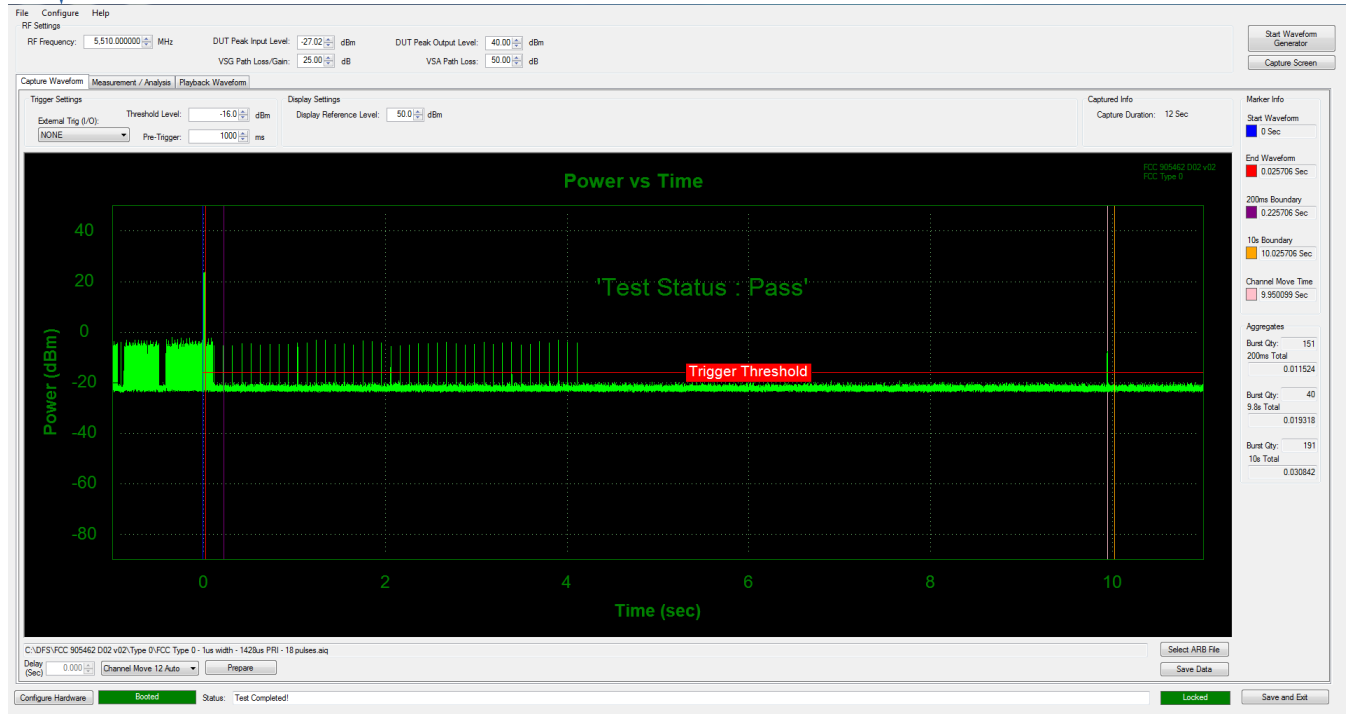 File Configure Help
RF Settings
RF Frequency: 5,510.000000 MHz DUT Peak Input Level: -27.02 dBm DUT Peak Output Level: 40.00 dBm
VSG Path Loss/Gain: 25.00 dB VSA Path Loss: 50.00 dB
Start Waveform Generator
Capture Screen
Capture Waveform Measurement / Analysis Playback Waveform
Trigger Settings
External Trig (I/O): Threshold Level: -16.0 dBm
NONE Pre-Trigger: 1000 ms
Display Settings
Display Reference Level: 50.0 dBm
Captured Info
Capture Duration: 12 Sec
Marker Info
Start Waveform
0 Sec
End Waveform
0.025706 Sec
200ms Boundary
0.225706 Sec
10s Boundary
10.025706 Sec
Channel Move Time
9.950099 Sec
Aggregates
Burst Qty: 151
200ms Total
0.011524
Burst Qty: 40
9.8s Total
0.019318
Burst Qty: 191
10s Total
0.030842
Power vs Time
FCC 905462 D02 v02
FCC Type 0
'Test Status : Pass'
Trigger Threshold
Power (dBm)
40
20
0
-20
-40
-60
-80
0 2 4 6 8 10
Time (sec)
C:\DFS\FCC 905462 D02 v02\Type 0\FCC Type 0 - 1us width - 1428us PRI - 18 pulses.aiq
Select ARB File
Delay (Sec) 0.000 Channel Move 12 Auto Prepare
Save Data
Configure Hardware Booted Status: Test Completed! Locked Save and Exit